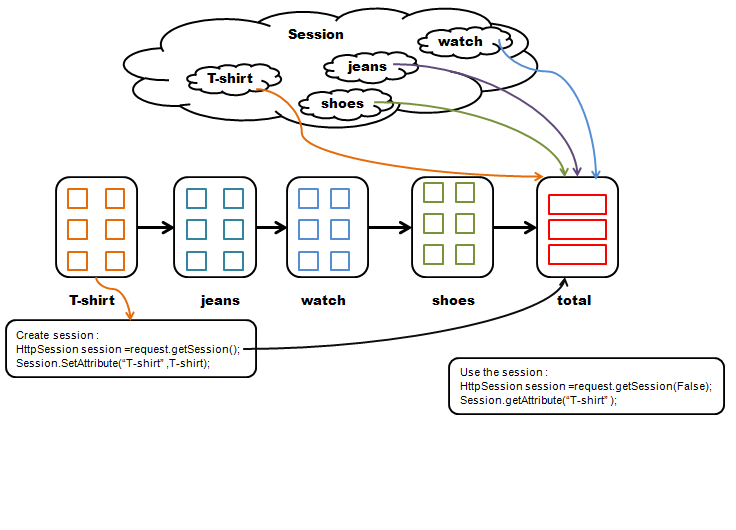 Session
watch
jeans
T-shirt
shoes
T-shirt
jeans
watch
shoes
total
Create session :
HttpSession session =request.getSession();
Session.SetAttribute(“T-shirt” ,T-shirt);
Use the session :
HttpSession session =request.getSession(False);
Session.getAttribute(“T-shirt” );